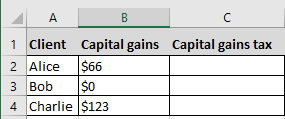 A B C
1 Client Capital gains Capital gains tax
2 Alice $66
3 Bob $0
4 Charlie $123